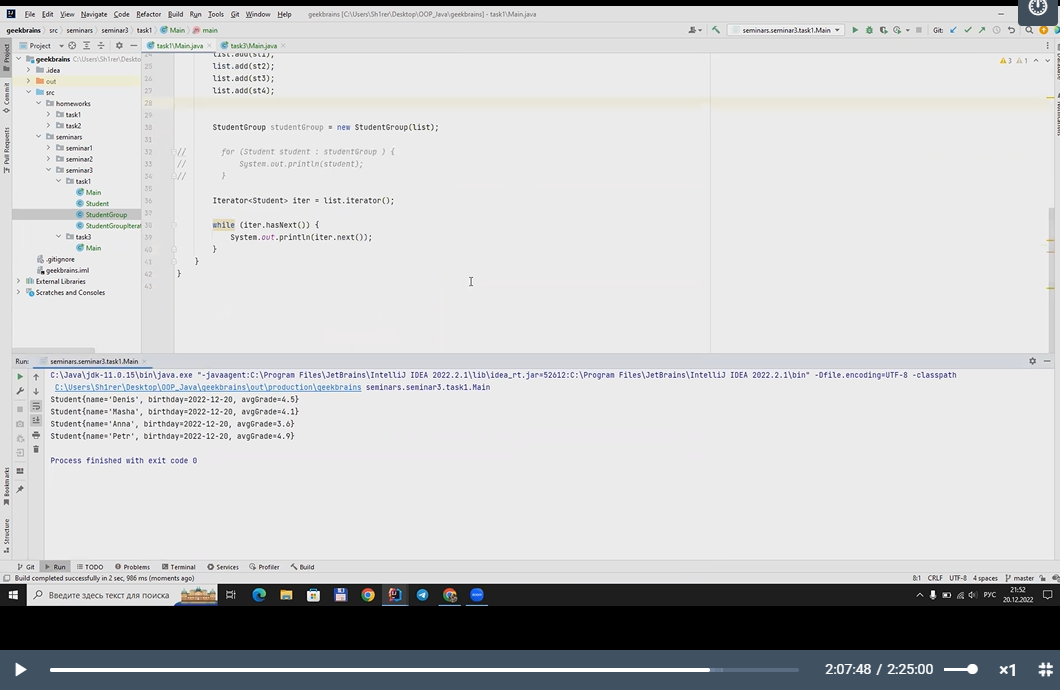 File Edit View Navigate Code Refactor Build Run Tools Git Window Help geekbrains [C:\Users\Sh1rer\Desktop\OOP_Java\geekbrains] - task1\Main.java
geekbrains src seminars seminar3 task1 Main main seminars.seminar3.task1.Main Git:
Project task1\Main.java task3\Main.java
geekbrains C:\Users\Sh1rer\Deskto
.idea
out
src
homeworks
task1
task2
seminars
seminar1
seminar2
seminar3
task1
Main
Student
StudentGroup
StudentGroupIterat
task3
Main
.gitignore
geekbrains.iml
External Libraries
Scratches and Consoles
Project
Commit
Pull Requests
Bookmarks
Structure
3 1
24 list.add(st1);
25 list.add(st2);
26 list.add(st3);
27 list.add(st4);
28
29
30 StudentGroup studentGroup = new StudentGroup(list);
31
32 // for (Student student : studentGroup ) {
33 // System.out.println(student);
34 // }
35
36 Iterator<Student> iter = list.iterator();
37
38 while (iter.hasNext()) {
39 System.out.println(iter.next());
40 }
41 }
42 }
43
Run: seminars.seminar3.task1.Main
C:\Java\jdk-11.0.15\bin\java.exe "-javaagent:C:\Program Files\JetBrains\IntelliJ IDEA 2022.2.1\lib\idea_rt.jar=52612:C:\Program Files\JetBrains\IntelliJ IDEA 2022.2.1\bin" -Dfile.encoding=UTF-8 -classpath
C:\Users\Sh1rer\Desktop\OOP_Java\geekbrains\out\production\geekbrains seminars.seminar3.task1.Main
Student{name='Denis', birthday=2022-12-20, avgGrade=4.5}
Student{name='Masha', birthday=2022-12-20, avgGrade=4.1}
Student{name='Anna', birthday=2022-12-20, avgGrade=3.6}
Student{name='Petr', birthday=2022-12-20, avgGrade=4.9}
Process finished with exit code 0
Git Run TODO Problems Terminal Services Profiler Build
Build completed successfully in 2 sec, 986 ms (moments ago) 8:1 CRLF UTF-8 4 spaces master
Введите здесь текст для поиска РУС 21:52
20.12.2022
2:07:48 / 2:25:00 ×1